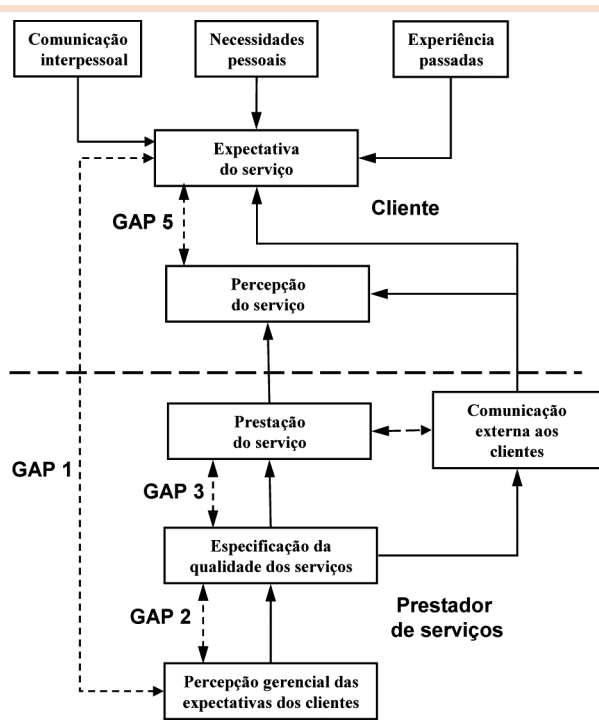 Comunicação
interpessoal
Necessidades
pessoais
Experiência
passadas
Expectativa
do serviço
Cliente
GAP 5
Percepção
do serviço
Prestação
do serviço
Comunicação
externa aos
clientes
GAP 1
GAP 3
Especificação da
qualidade dos serviços
GAP 2
Prestador
de serviços
Percepção gerencial das
expectativas dos clientes